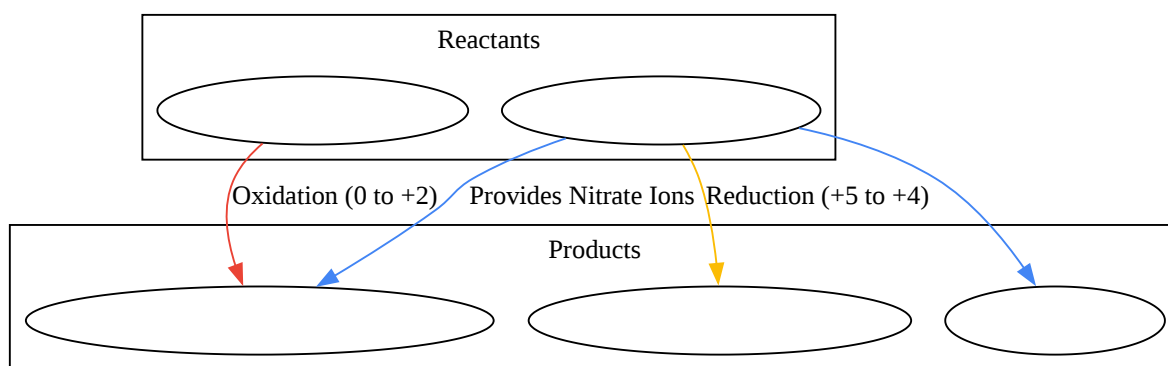 Reactants
Oxidation (0 to +2)
Provides Nitrate Ions
Reduction (+5 to +4)
Products